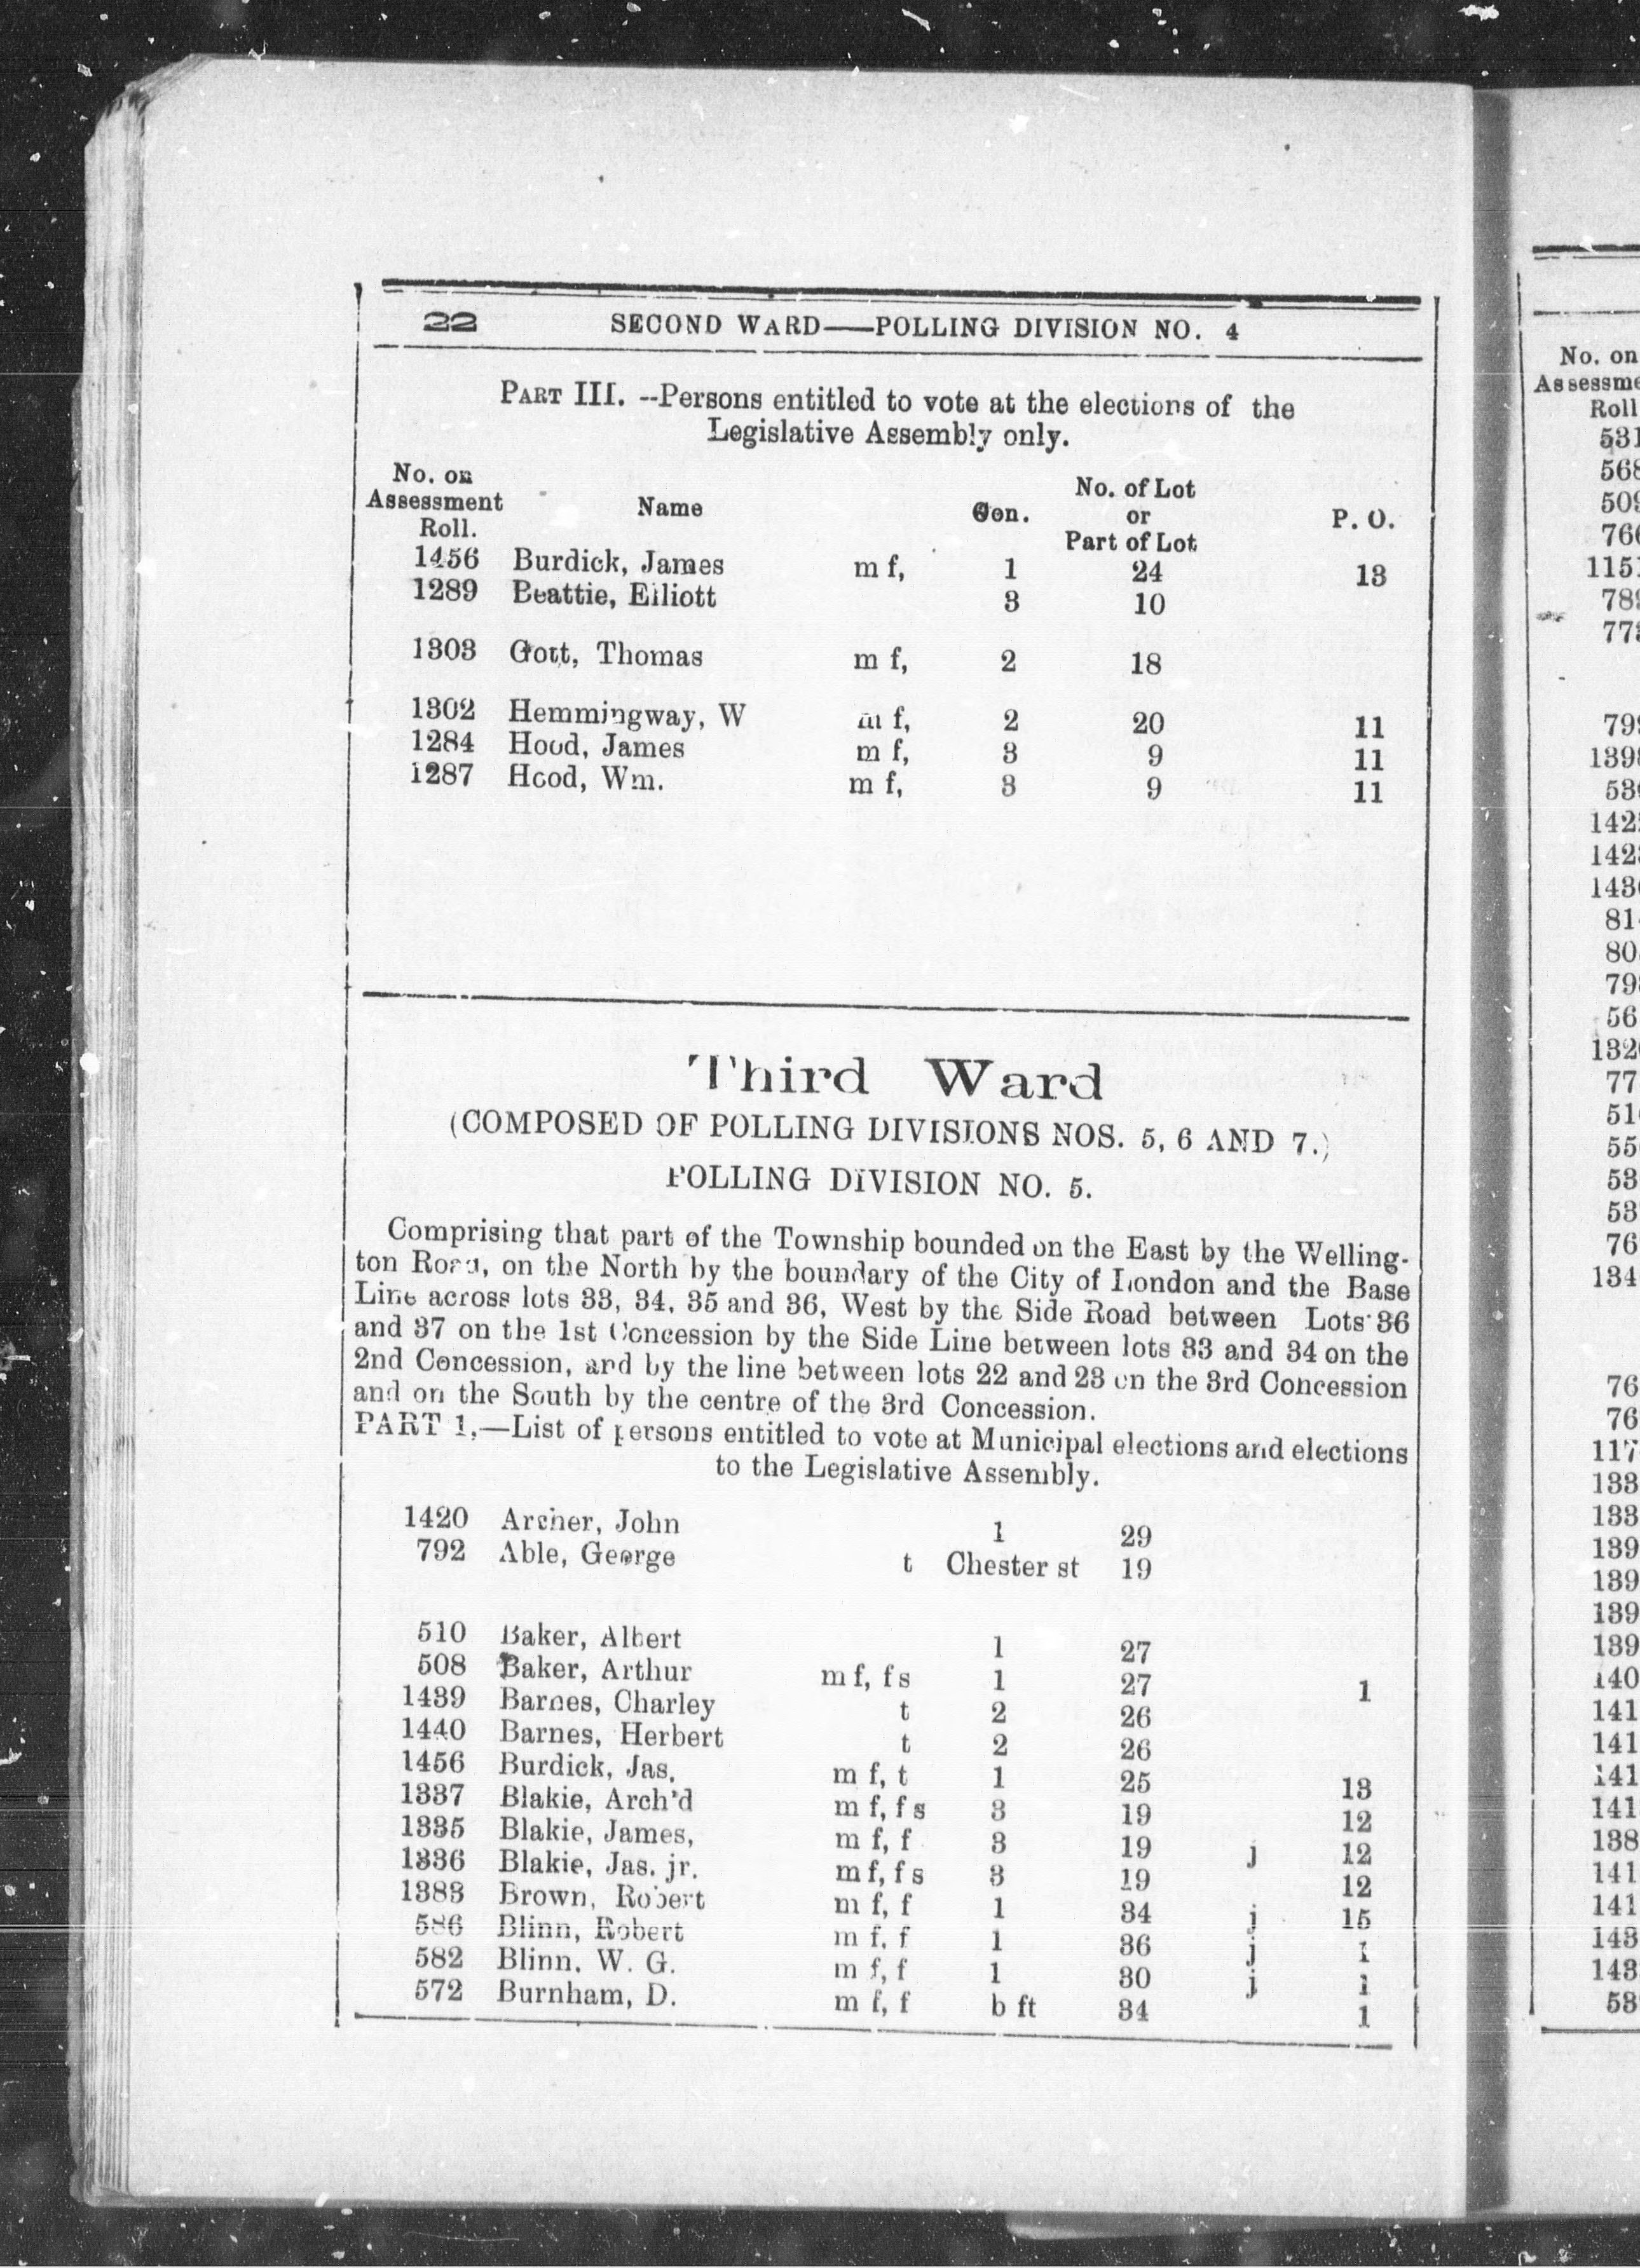 22 SECOND WARD——POLLING DIVISION NO. 4
PART III. --Persons entitled to vote at the elections of the
Legislative Assembly only.
No. on
Assessment Name Con. No. of Lot
Roll. or P. O.
Part of Lot
1456 Burdick, James m f, 1 24 13
1289 Beattie, Elliott 3 10
1303 Gott, Thomas m f, 2 18
1302 Hemmingway, W m f, 2 20 11
1284 Hood, James m f, 3 9 11
1287 Hood, Wm. m f, 3 9 11
Third Ward
(COMPOSED OF POLLING DIVISIONS NOS. 5, 6 AND 7.)
POLLING DIVISION NO. 5.
Comprising that part of the Township bounded on the East by the Welling-
ton Road, on the North by the boundary of the City of London and the Base
Line across lots 33, 34, 35 and 36, West by the Side Road between Lots 36
and 37 on the 1st Concession by the Side Line between lots 33 and 34 on the
2nd Concession, and by the line between lots 22 and 23 on the 3rd Concession
and on the South by the centre of the 3rd Concession.
PART 1,—List of persons entitled to vote at Municipal elections and elections
to the Legislative Assembly.
1420 Archer, John 1 29
792 Able, George t Chester st 19
510 Baker, Albert 1 27
508 Baker, Arthur m f, f s 1 27 1
1439 Barnes, Charley t 2 26
1440 Barnes, Herbert t 2 26
1456 Burdick, Jas. m f, t 1 25 13
1337 Blakie, Arch'd m f, f s 3 19 12
1335 Blakie, James, m f, f 3 19 j 12
1336 Blakie, Jas. jr. m f, f s 3 19 12
1383 Brown, Robert m f, f 1 34 j 15
586 Blinn, Robert m f, f 1 36 j 1
582 Blinn, W. G. m f, f 1 30 j 1
572 Burnham, D. m f, f b ft 34 1
No. on
Roll